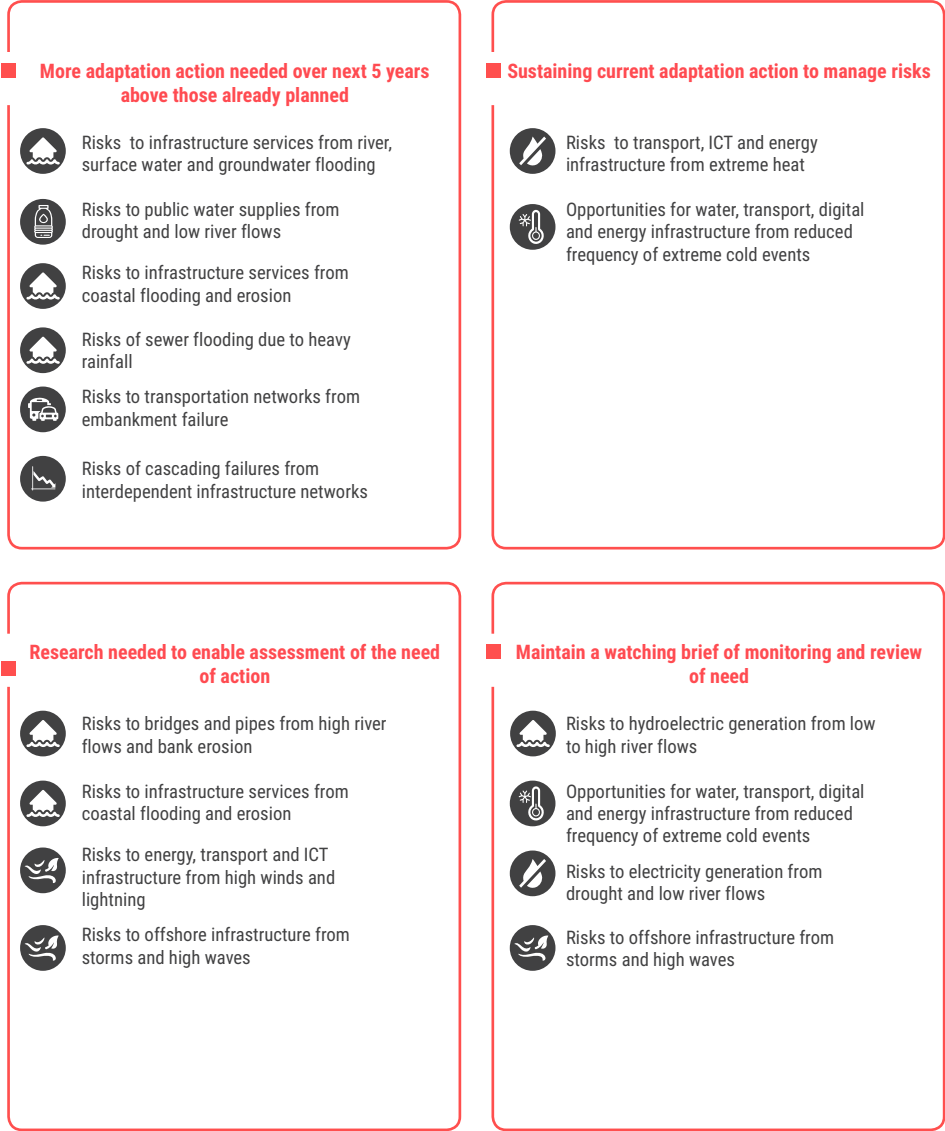 More adaptation action needed over next 5 years
above those already planned
Risks to infrastructure services from river,
surface water and groundwater flooding
Risks to public water supplies from
drought and low river flows
Risks to infrastructure services from
coastal flooding and erosion
Risks of sewer flooding due to heavy
rainfall
Risks to transportation networks from
embankment failure
Risks of cascading failures from
interdependent infrastructure networks
Sustaining current adaptation action to manage risks
Risks to transport, ICT and energy
infrastructure from extreme heat
Opportunities for water, transport, digital
and energy infrastructure from reduced
frequency of extreme cold events
Research needed to enable assessment of the need
of action
Risks to bridges and pipes from high river
flows and bank erosion
Risks to infrastructure services from
coastal flooding and erosion
Risks to energy, transport and ICT
infrastructure from high winds and
lightning
Risks to offshore infrastructure from
storms and high waves
Maintain a watching brief of monitoring and review
of need
Risks to hydroelectric generation from low
to high river flows
Opportunities for water, transport, digital
and energy infrastructure from reduced
frequency of extreme cold events
Risks to electricity generation from
drought and low river flows
Risks to offshore infrastructure from
storms and high waves